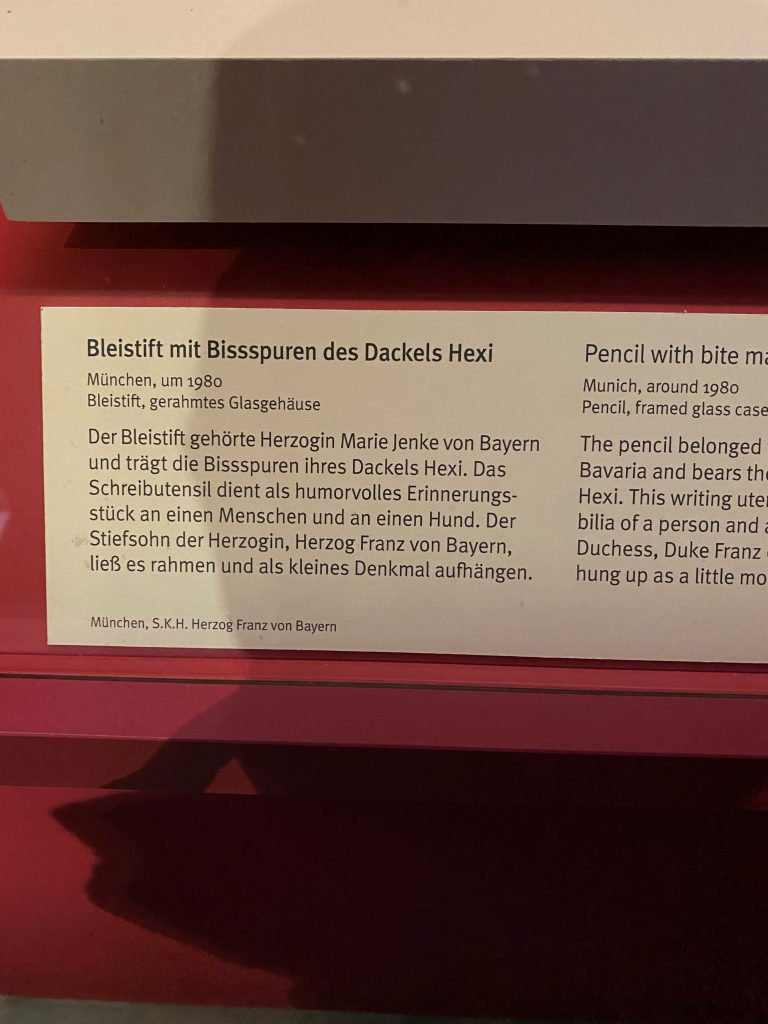 Bleistift mit Bissspuren des Dackels Hexi
München, um 1980
Bleistift, gerahmtes Glasgehäuse
Der Bleistift gehörte Herzogin Marie Jenke von Bayern
und trägt die Bissspuren ihres Dackels Hexi. Das
Schreibutensil dient als humorvolles Erinnerungs-
stück an einen Menschen und an einen Hund. Der
Stiefsohn der Herzogin, Herzog Franz von Bayern,
ließ es rahmen und als kleines Denkmal aufhängen.
München, S.K.H. Herzog Franz von Bayern
Pencil with bite
Munich, around 1980
Pencil, framed glass case
The pencil belonged
Bavaria and bears
Hexi. This writing
bilia of a person and
Duchess, Duke Franz
hung up as a little